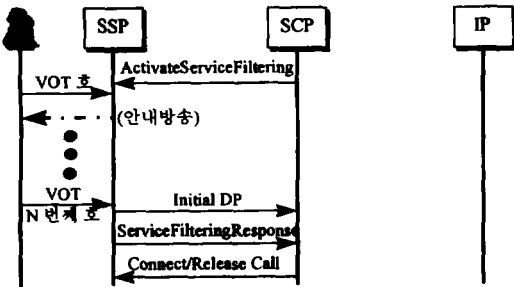 SSP
SCP
IP
ActivateServiceFiltering
VOT 호
(안내방송)
VOT
N 번째 호
Initial DP
ServiceFilteringResponse
Connect/Release Call